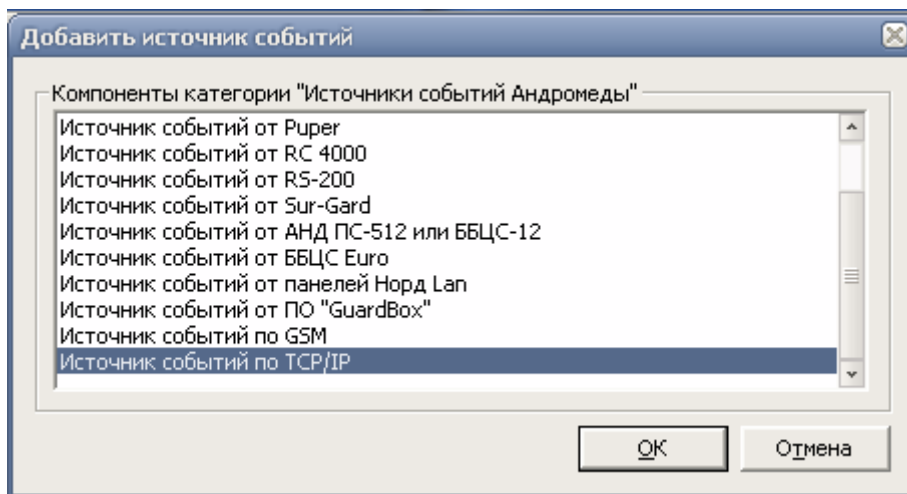 Добавить источник событий
Компоненты категории "Источники событий Андромеды"
Источник событий от Puper
Источник событий от RC 4000
Источник событий от RS-200
Источник событий от Sur-Gard
Источник событий от АНД ПС-512 или ББЦС-12
Источник событий от ББЦС Euro
Источник событий от панелей Норд Lan
Источник событий от ПО "GuardBox"
Источник событий по GSM
Источник событий по TCP/IP
OK
Отмена